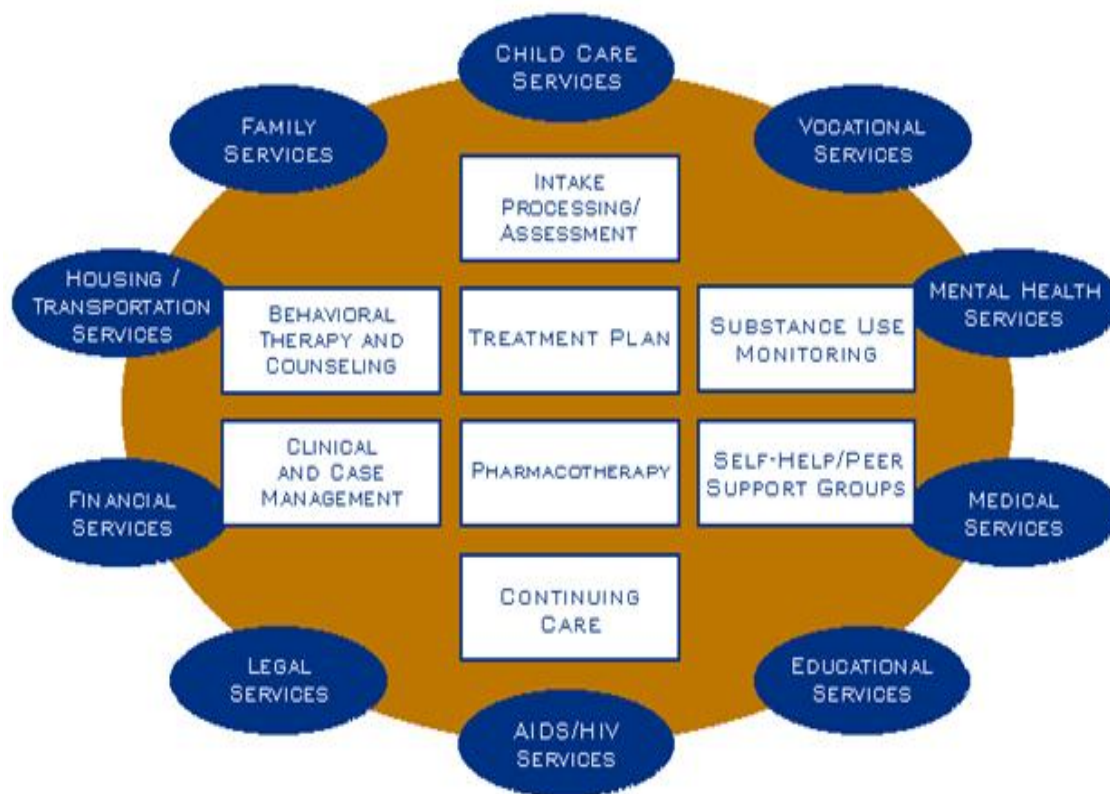 CHILD CARE
SERVICES
FAMILY
SERVICES
VOCATIONAL
SERVICES
INTAKE
PROCESSING/
ASSESSMENT
HOUSING /
TRANSPORTATION
SERVICES
BEHAVIORAL
THERAPY AND
COUNSELING
TREATMENT PLAN
SUBSTANCE USE
MONITORING
MENTAL HEALTH
SERVICES
FINANCIAL
SERVICES
CLINICAL
AND CASE
MANAGEMENT
PHARMACOTHERAPY
SELF-HELP/PEER
SUPPORT GROUPS
MEDICAL
SERVICES
CONTINUING
CARE
LEGAL
SERVICES
AIDS/HIV
SERVICES
EDUCATIONAL
SERVICES